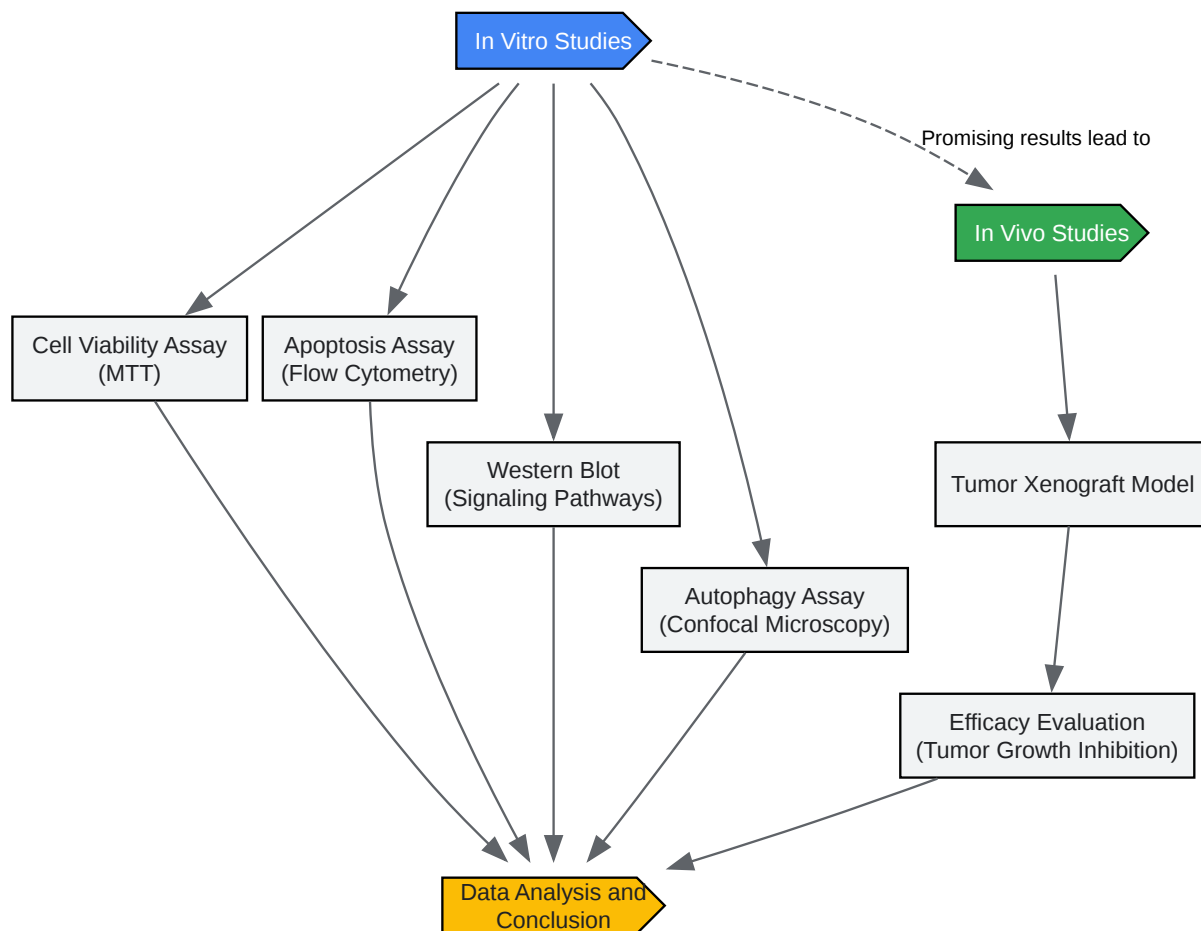 In Vitro Studies
Promising results lead to
In Vivo Studies
Cell Viability Assay
(MTT)
Apoptosis Assay
(Flow Cytometry)
Western Blot
(Signaling Pathways)
Tumor Xenograft Model
Autophagy Assay
(Confocal Microscopy)
Efficacy Evaluation
(Tumor Growth Inhibition)
Data Analysis and
Conclusion